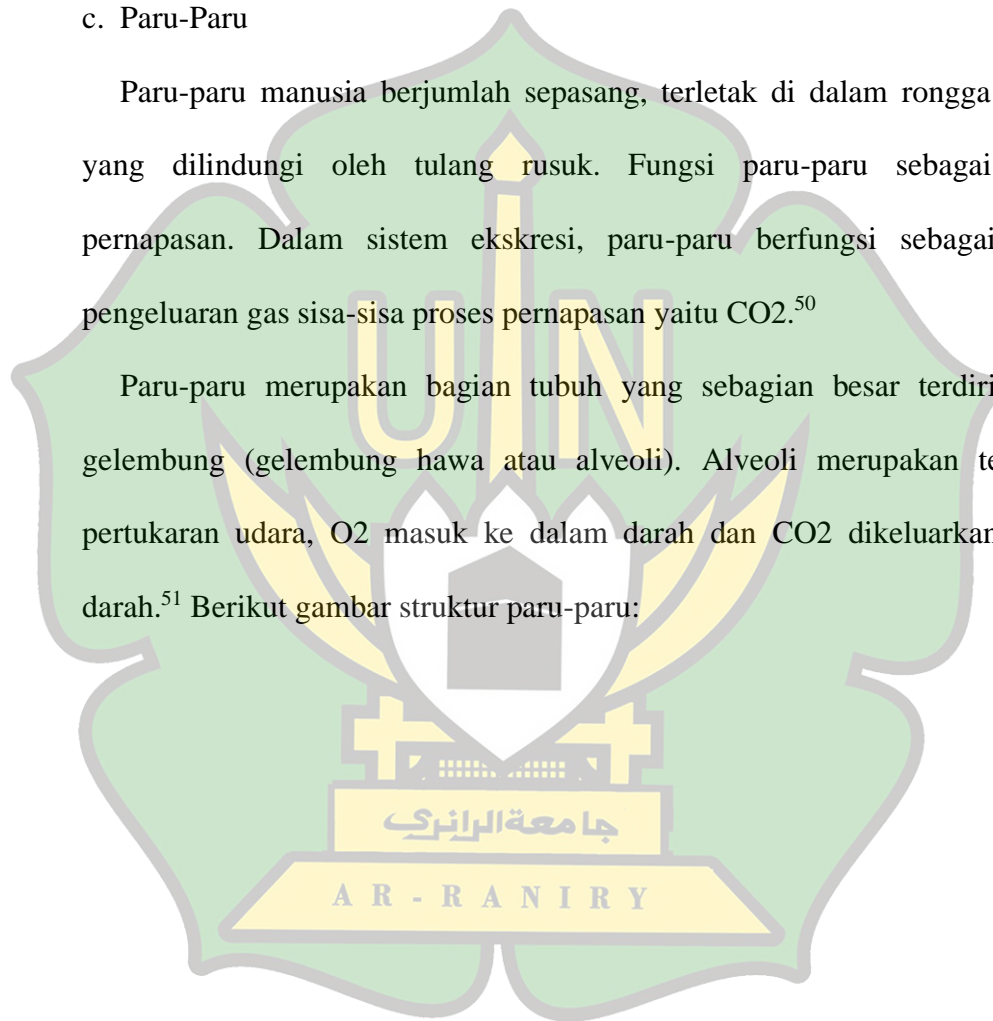 c. Paru-Paru
Paru-paru manusia berjumlah sepasang, terletak di dalam rongga
yang dilindungi oleh tulang rusuk. Fungsi paru-paru sebagai
pernapasan. Dalam sistem ekskresi, paru-paru berfungsi sebagai
pengeluaran gas sisa-sisa proses pernapasan yaitu CO2.50
Paru-paru merupakan bagian tubuh yang sebagian besar terdiri
gelembung (gelembung hawa atau alveoli). Alveoli merupakan te
pertukaran udara, O2 masuk ke dalam darah dan CO2 dikeluarkan
darah.51 Berikut gambar struktur paru-paru:
UIN
جامعة الرانري
AR-RANIRY